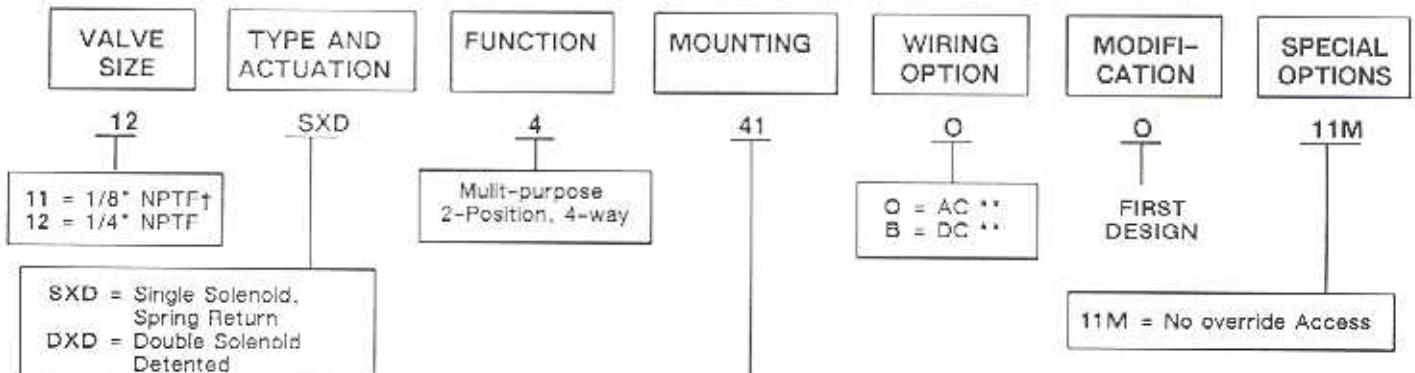 VALVE SIZE
TYPE AND ACTUATION
FUNCTION
MOUNTING
WIRING OPTION
MODIFI-
CATION
SPECIAL OPTIONS
12
SXD
4
41
O
O
11M
11 = 1/8" NPTF†
12 = 1/4" NPTF
Mulit-purpose
2-Position, 4-way
O = AC **
B = DC **
FIRST
DESIGN
SXD = Single Solenoid,
Spring Return
DXD = Double Solenoid
Detented
11M = No override Access